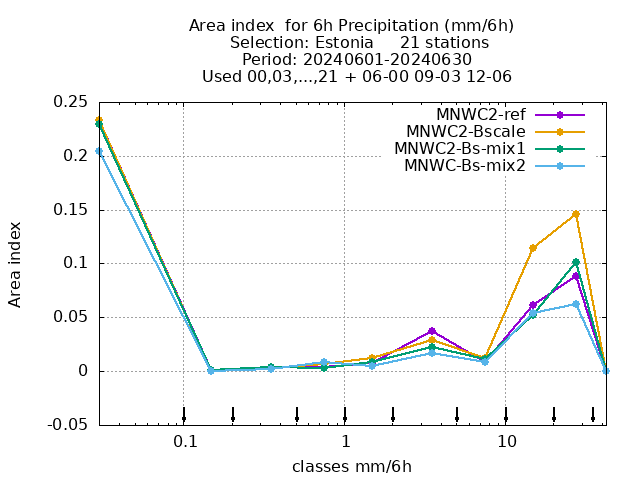 Area index  for 6h Precipitation (mm/6h)
Selection: Estonia     21 stations
Period: 20240601-20240630
Used 00,03,...,21 + 06-00 09-03 12-06
MNWC2-ref
MNWC2-Bscale
MNWC2-Bs-mix1
MNWC-Bs-mix2
Area index
0.25
0.2
0.15
0.1
0.05
0
-0.05
0.1 1 10
classes mm/6h